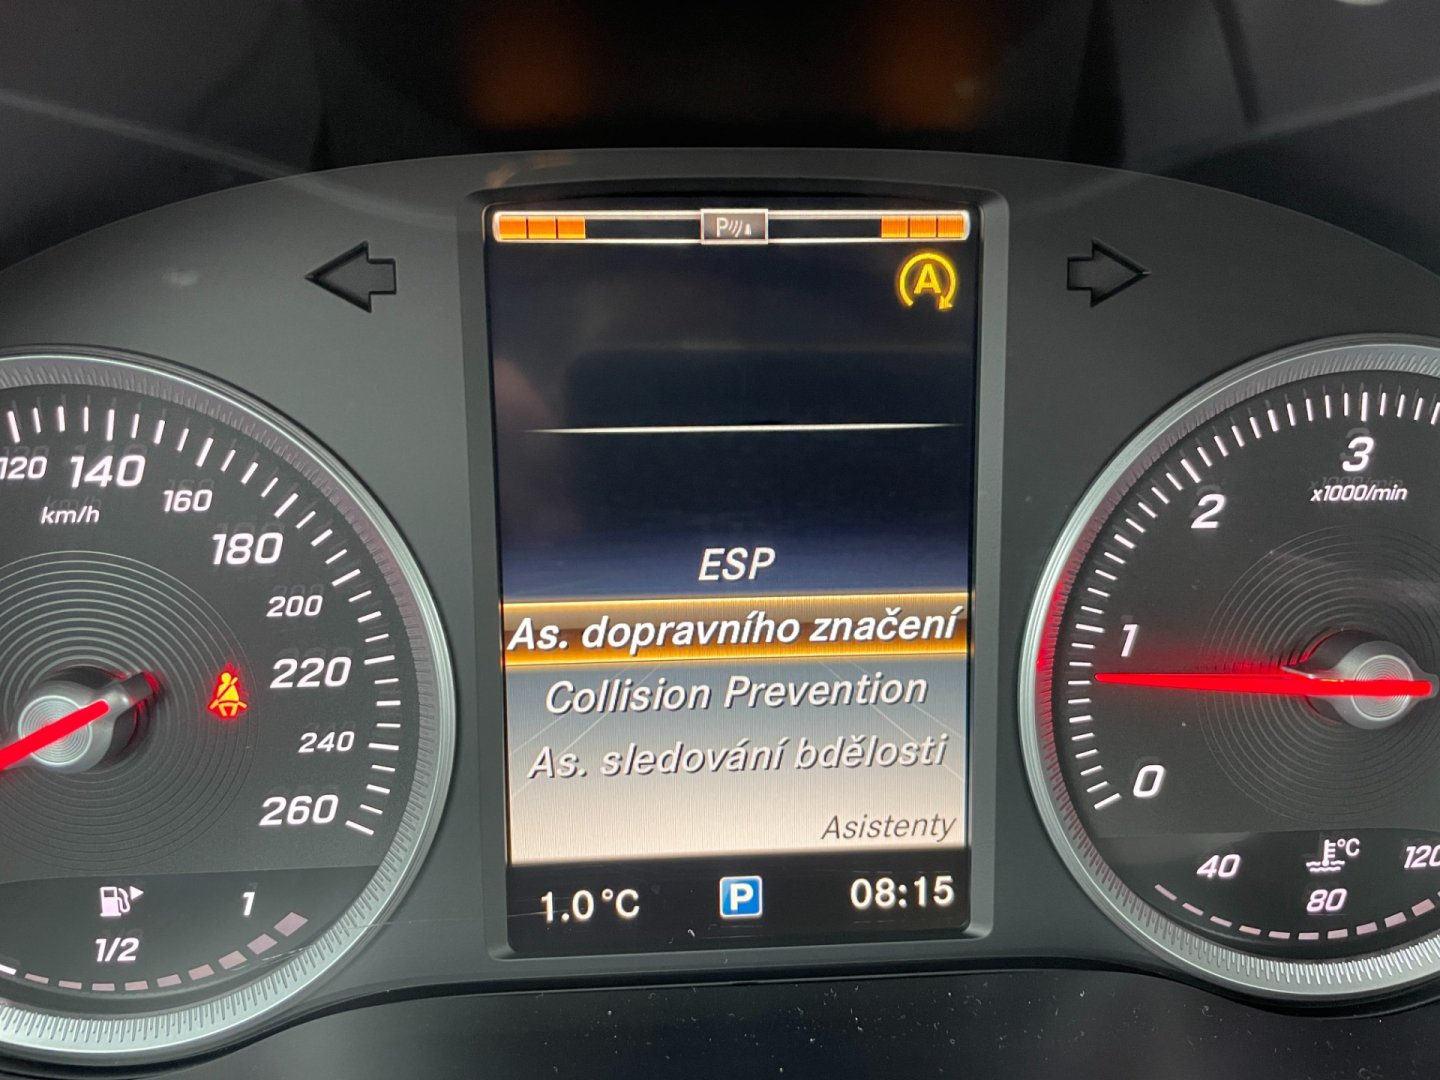 P
A
120
140
160
km/h
180
200
220
240
260
1/2
1
ESP
As. dopravního značení
Collision Prevention
As. sledování bdělosti
Asistenty
1.0 °C
P
08:15
3
x1000/min
2
1
0
40
°C
80
120